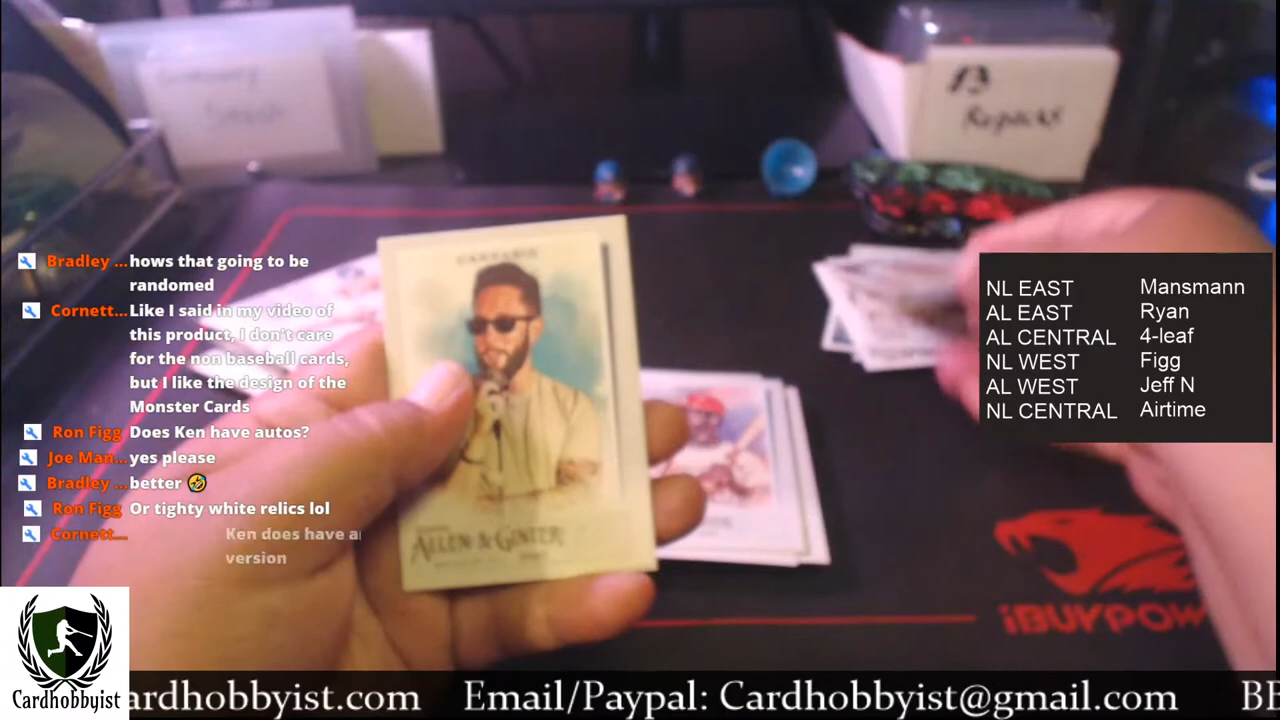 13
Repacks
Bradley ... hows that going to be
randomed
Cornett... Like I said in my video of
this product, I don't care
for the non baseball cards,
but I like the design of the
Monster Cards
Ron Figg Does Ken have autos?
Joe Man... yes please
Bradley ... better 🤣
Ron Figg Or tighty white relics lol
Cornett... Ken does have a
version
ALLEN & GINTER
NL EAST Mansmann
AL EAST Ryan
AL CENTRAL 4-leaf
NL WEST Figg
AL WEST Jeff N
NL CENTRAL Airtime
iBUYPOW
Cardhobbyist
ardhobbyist.com Email/Paypal: Cardhobbyist@gmail.com